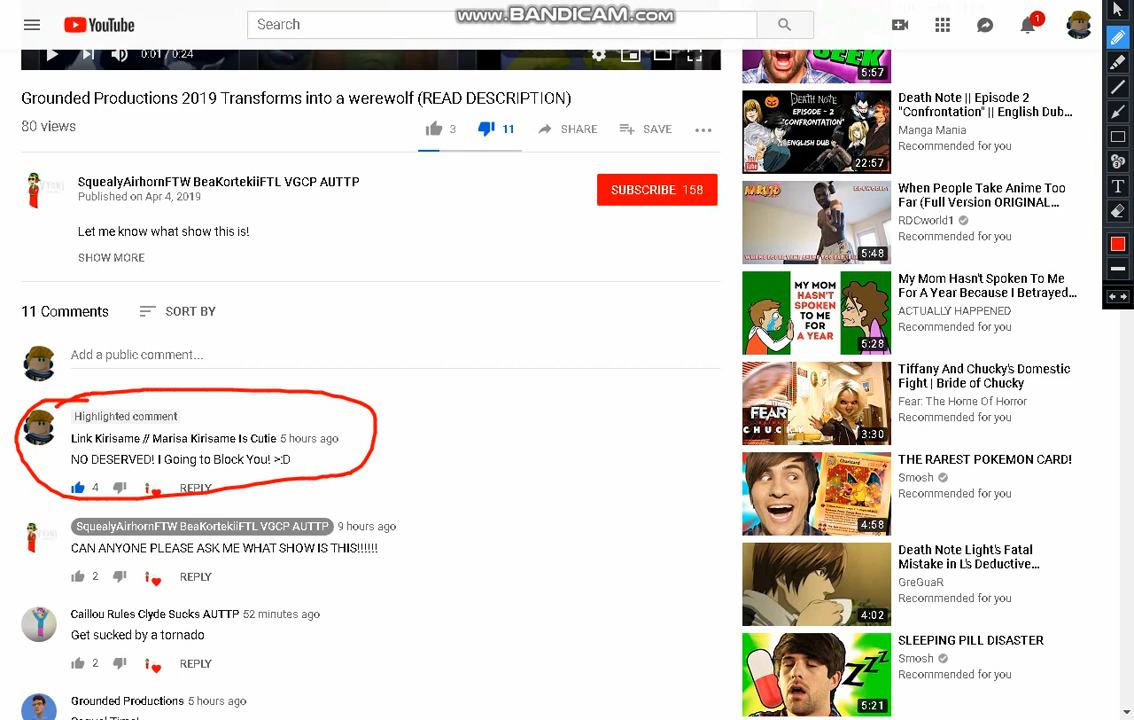 www.BANDICAM.com
YouTube
Search
1
0:01 / 0:24
Grounded Productions 2019 Transforms into a werewolf (READ DESCRIPTION)
80 views
3
11
SHARE
SAVE
SquealyAirhornFTW BeaKortekiiFTL VGCP AUTTP
Published on Apr 4, 2019
SUBSCRIBE 158
Let me know what show this is!
SHOW MORE
11 Comments
SORT BY
Add a public comment...
Highlighted comment
Link Kirisame // Marisa Kirisame Is Cutie 5 hours ago
NO DESERVED! I Going to Block You! >:D
4
REPLY
SquealyAirhornFTW BeaKortekiiFTL VGCP AUTTP 9 hours ago
CAN ANYONE PLEASE ASK ME WHAT SHOW IS THIS!!!!!!
2
REPLY
Caillou Rules Clyde Sucks AUTTP 52 minutes ago
Get sucked by a tornado
2
REPLY
Grounded Productions 5 hours ago
5:57
DEATH NOTE
EPISODE - 2
"CONFRONTATION"
ENGLISH DUB
22:57
Death Note || Episode 2
"Confrontation" || English Dub...
Manga Mania
Recommended for you
NARUTO
5:48
When People Take Anime Too
Far (Full Version ORIGINAL...
RDCworld1
Recommended for you
MY MOM
HASN'T
SPOKEN
TO ME
FOR
A YEAR
5:28
My Mom Hasn't Spoken To Me
For A Year Because I Betrayed...
ACTUALLY HAPPENED
Recommended for you
FEAR
CHUCKY
3:30
Tiffany And Chucky's Domestic
Fight | Bride of Chucky
Fear: The Home Of Horror
Recommended for you
4:58
THE RAREST POKEMON CARD!
Smosh
Recommended for you
4:02
Death Note Light's Fatal
Mistake in L's Deductive...
GreGuaR
Recommended for you
ZZZ
5:21
SLEEPING PILL DISASTER
Smosh
Recommended for you
T